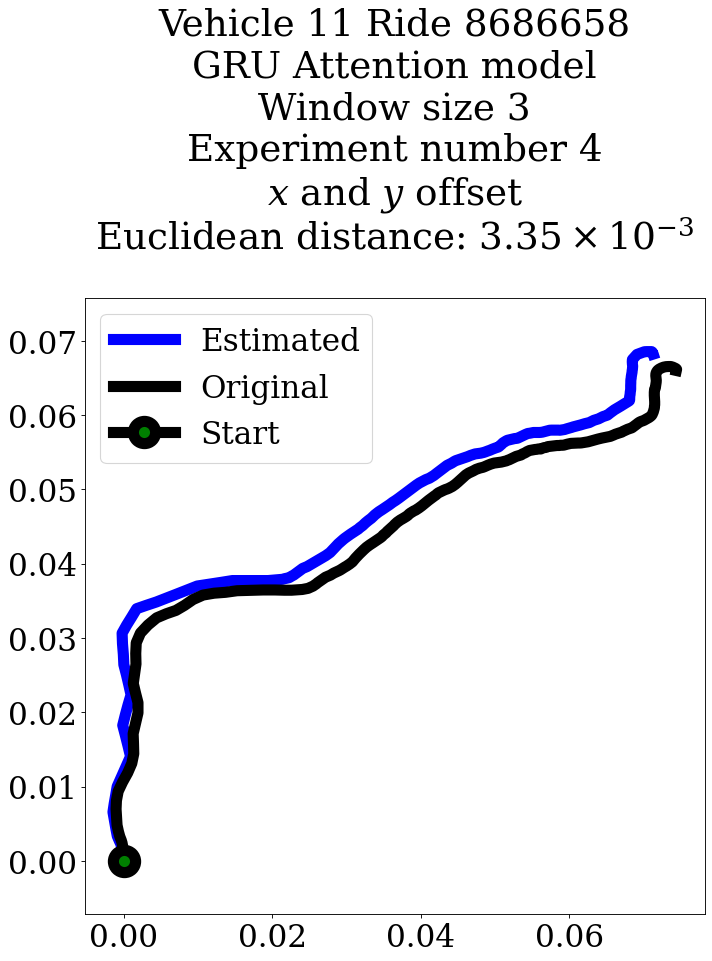 Vehicle 11 Ride 8686658
GRU Attention model
Window size 3
Experiment number 4
x and y offset
Euclidean distance: 3.35 × 10⁻³
Estimated
Original
Start
0.07
0.06
0.05
0.04
0.03
0.02
0.01
0.00
0.00 0.02 0.04 0.06